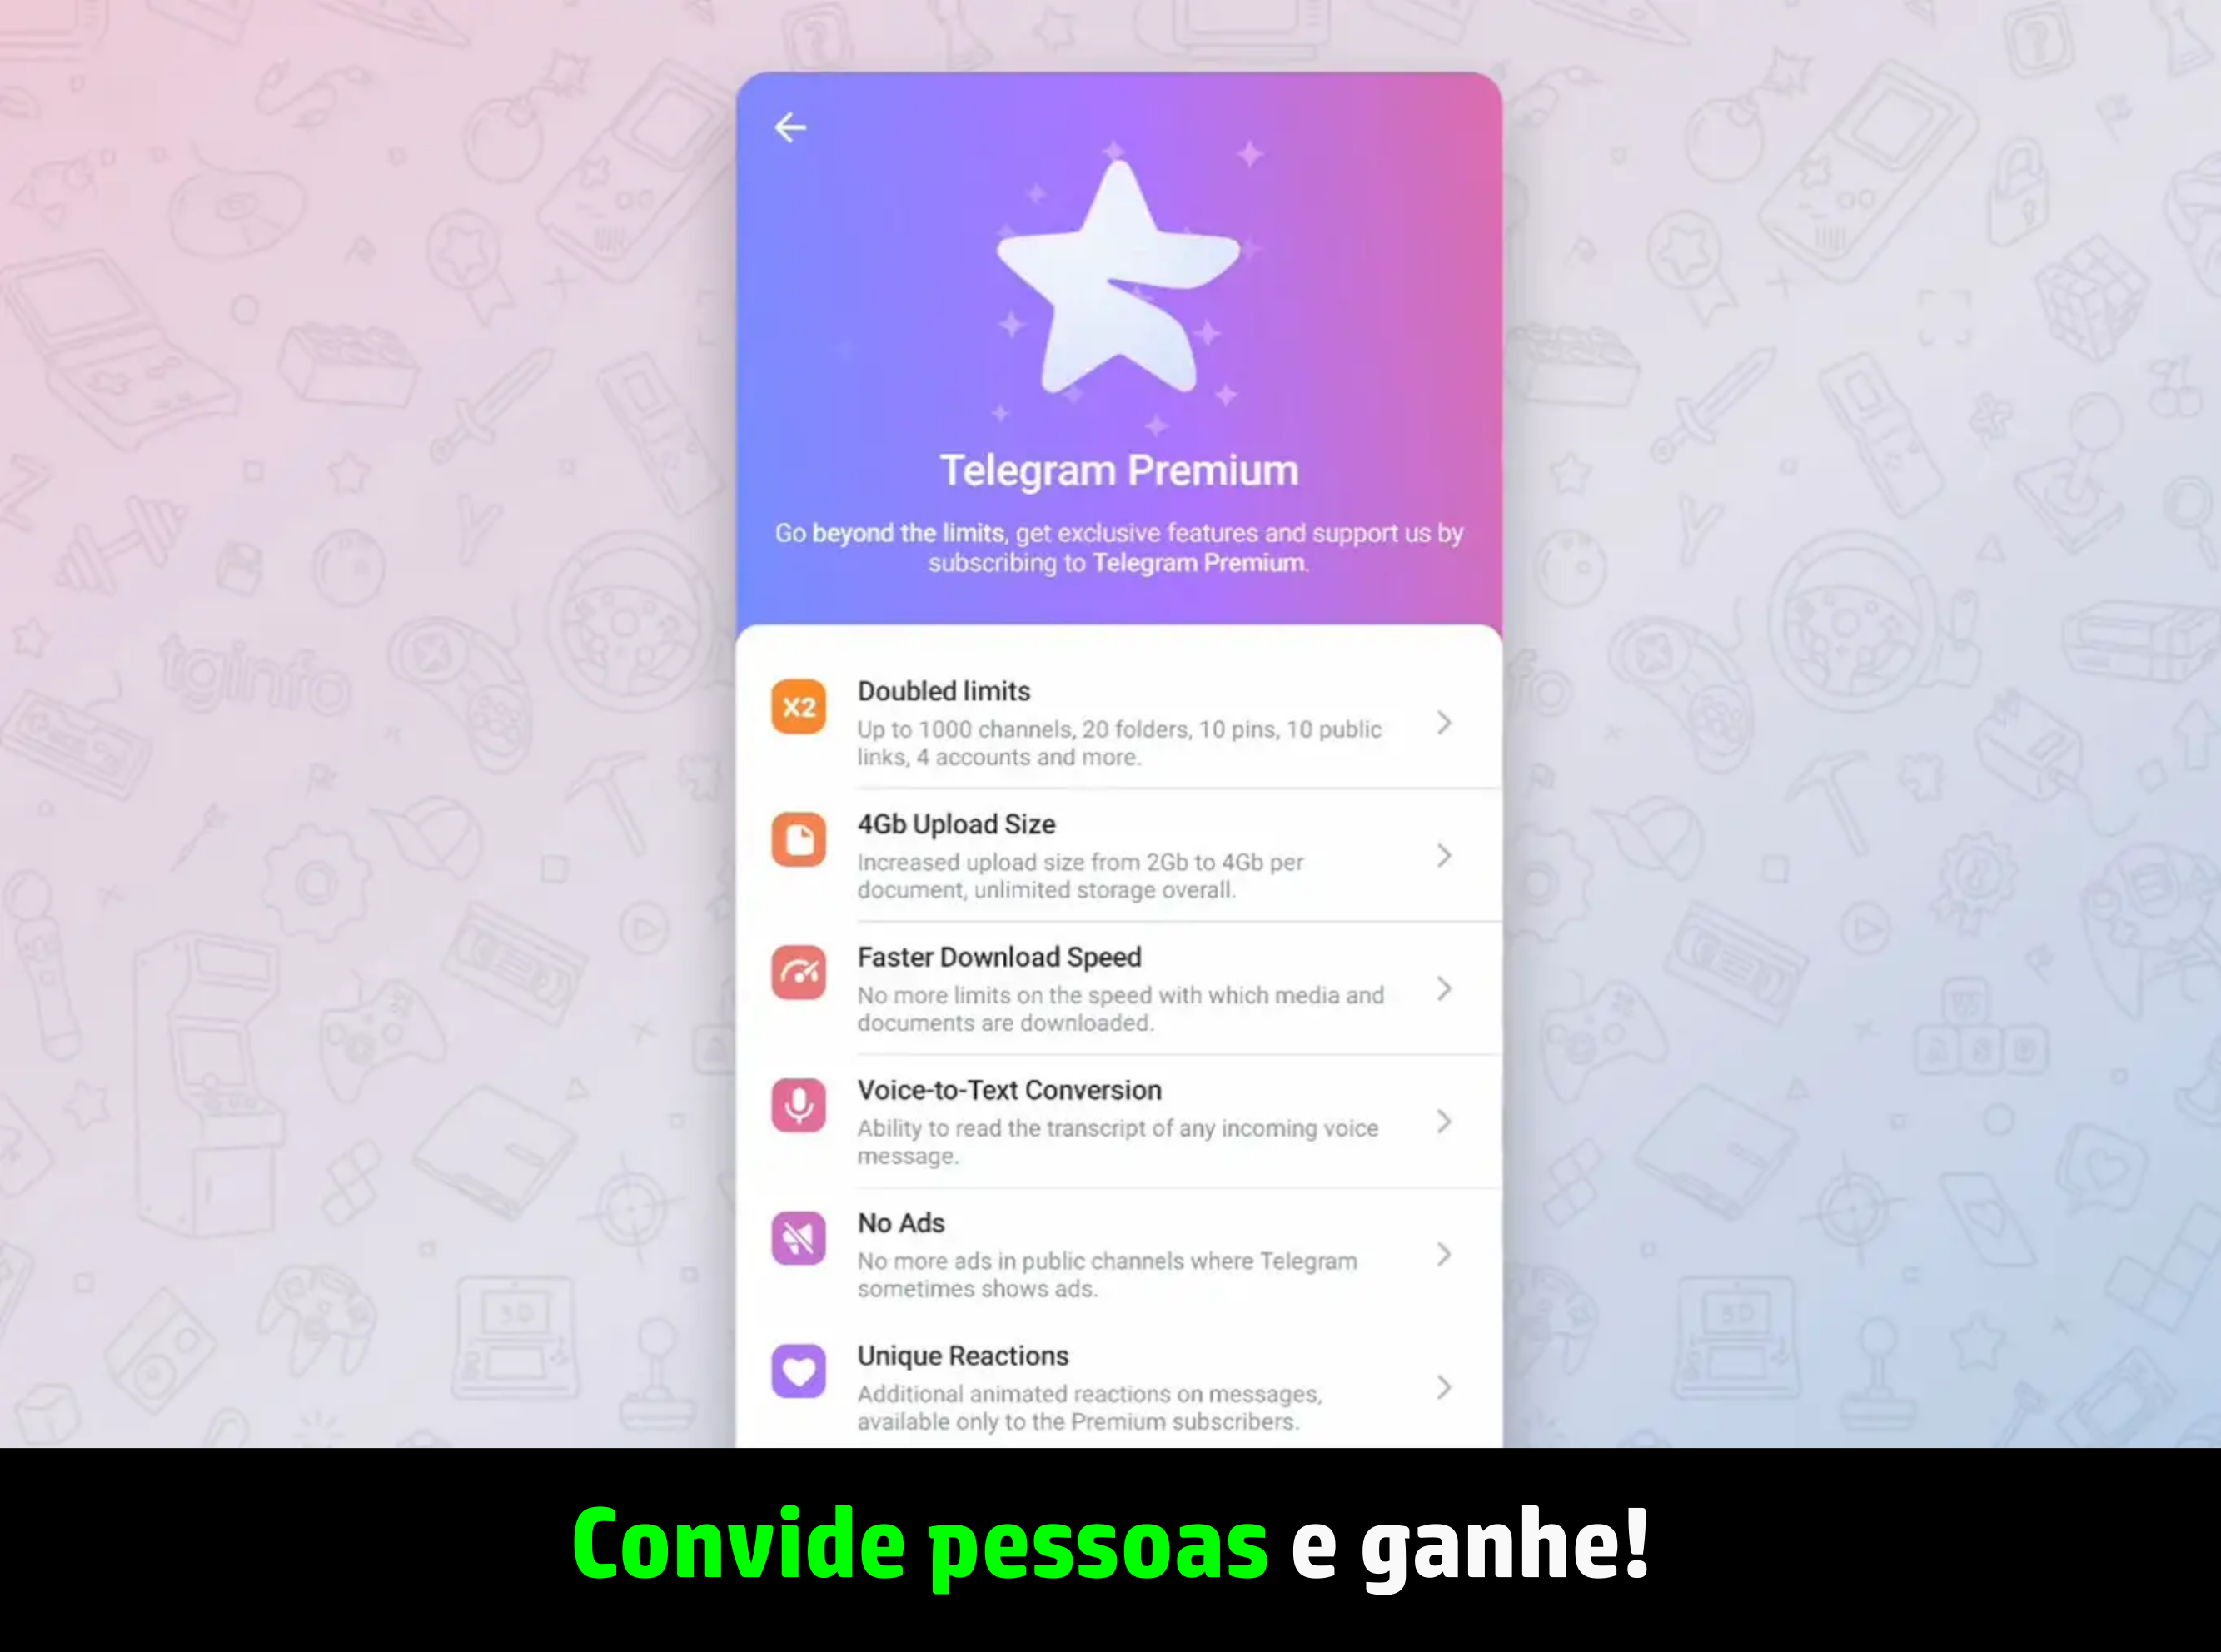 Telegram Premium
Go beyond the limits, get exclusive features and support us by
subscribing to Telegram Premium.
X2
Doubled limits
Up to 1000 channels, 20 folders, 10 pins, 10 public
links, 4 accounts and more.
4Gb Upload Size
Increased upload size from 2Gb to 4Gb per
document, unlimited storage overall.
Faster Download Speed
No more limits on the speed with which media and
documents are downloaded.
Voice-to-Text Conversion
Ability to read the transcript of any incoming voice
message.
No Ads
No more ads in public channels where Telegram
sometimes shows ads.
Unique Reactions
Additional animated reactions on messages,
available only to the Premium subscribers.
tginfo
fo
3D
3D
Convide pessoas e ganhe!